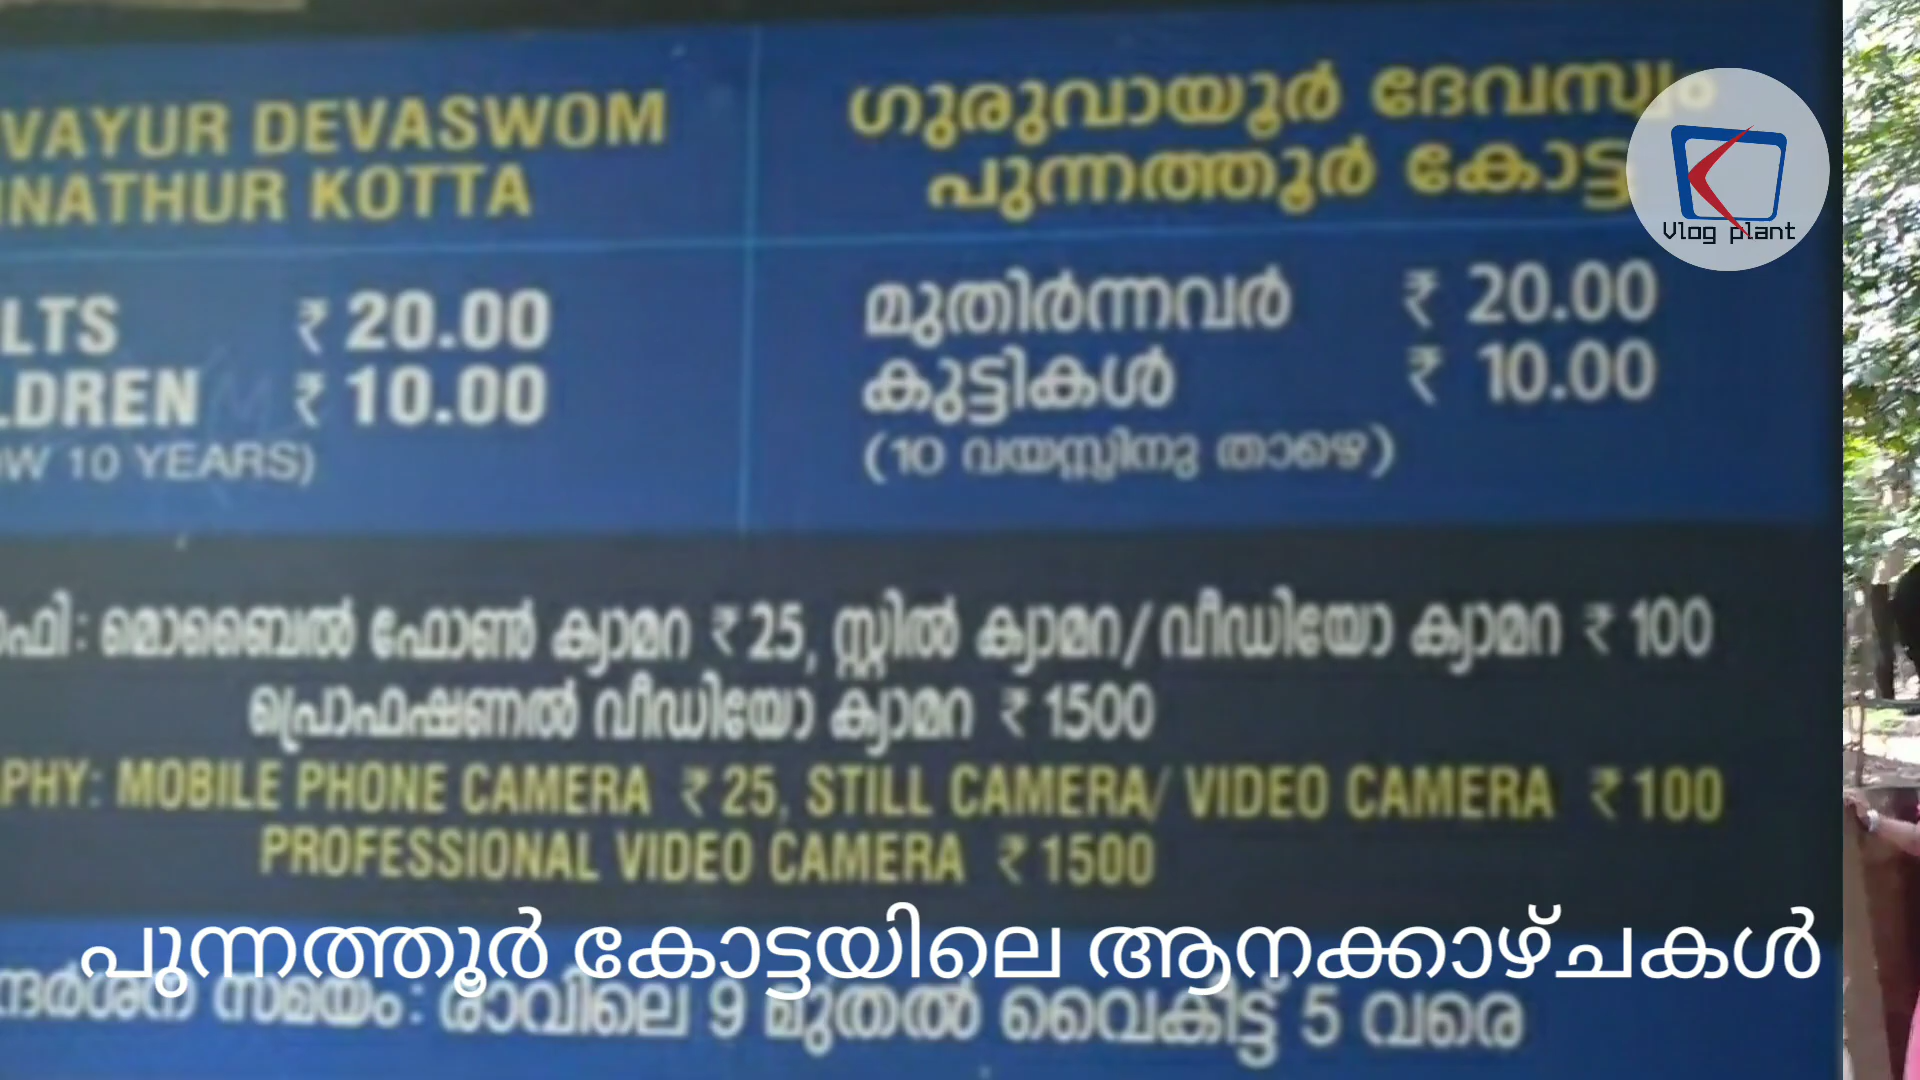 VAYUR DEVASWOM
NATHUR KOTTA
ഗുരുവായൂർ ദേവസ്വം
പുന്നത്തൂർ കോട്ട
LTS ₹ 20.00
LDREN ₹ 10.00
OW 10 YEARS)
മുതിർന്നവർ ₹ 20.00
കുട്ടികൾ ₹ 10.00
(10 വയസ്സിനു താഴെ)
Vlog plant
ഫി: മൊബൈൽ ഫോൺ ക്യാമറ ₹ 25, സ്റ്റിൽ ക്യാമറ/വീഡിയോ ക്യാമറ ₹ 100
പ്രൊഫഷണൽ വീഡിയോ ക്യാമറ ₹ 1500
PHY: MOBILE PHONE CAMERA ₹ 25, STILL CAMERA/ VIDEO CAMERA ₹ 100
PROFESSIONAL VIDEO CAMERA ₹ 1500
പുന്നത്തൂർ കോട്ടയിലെ ആനക്കാഴ്ചകൾ
ന്ദർശന സമയം: രാവിലെ 9 മുതൽ വൈകീട്ട് 5 വരെ